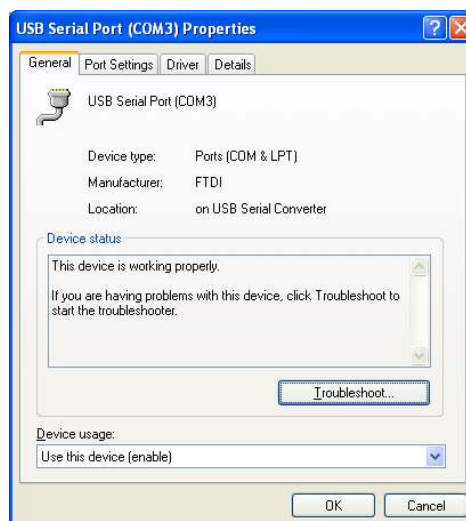 USB Serial Port (COM3) Properties
General Port Settings Driver Details
USB Serial Port (COM3)
Device type: Ports (COM & LPT)
Manufacturer: FTDI
Location: on USB Serial Converter
Device status
This device is working properly.
If you are having problems with this device, click Troubleshoot to
start the troubleshooter.
Troubleshoot...
Device usage:
Use this device (enable)
OK Cancel